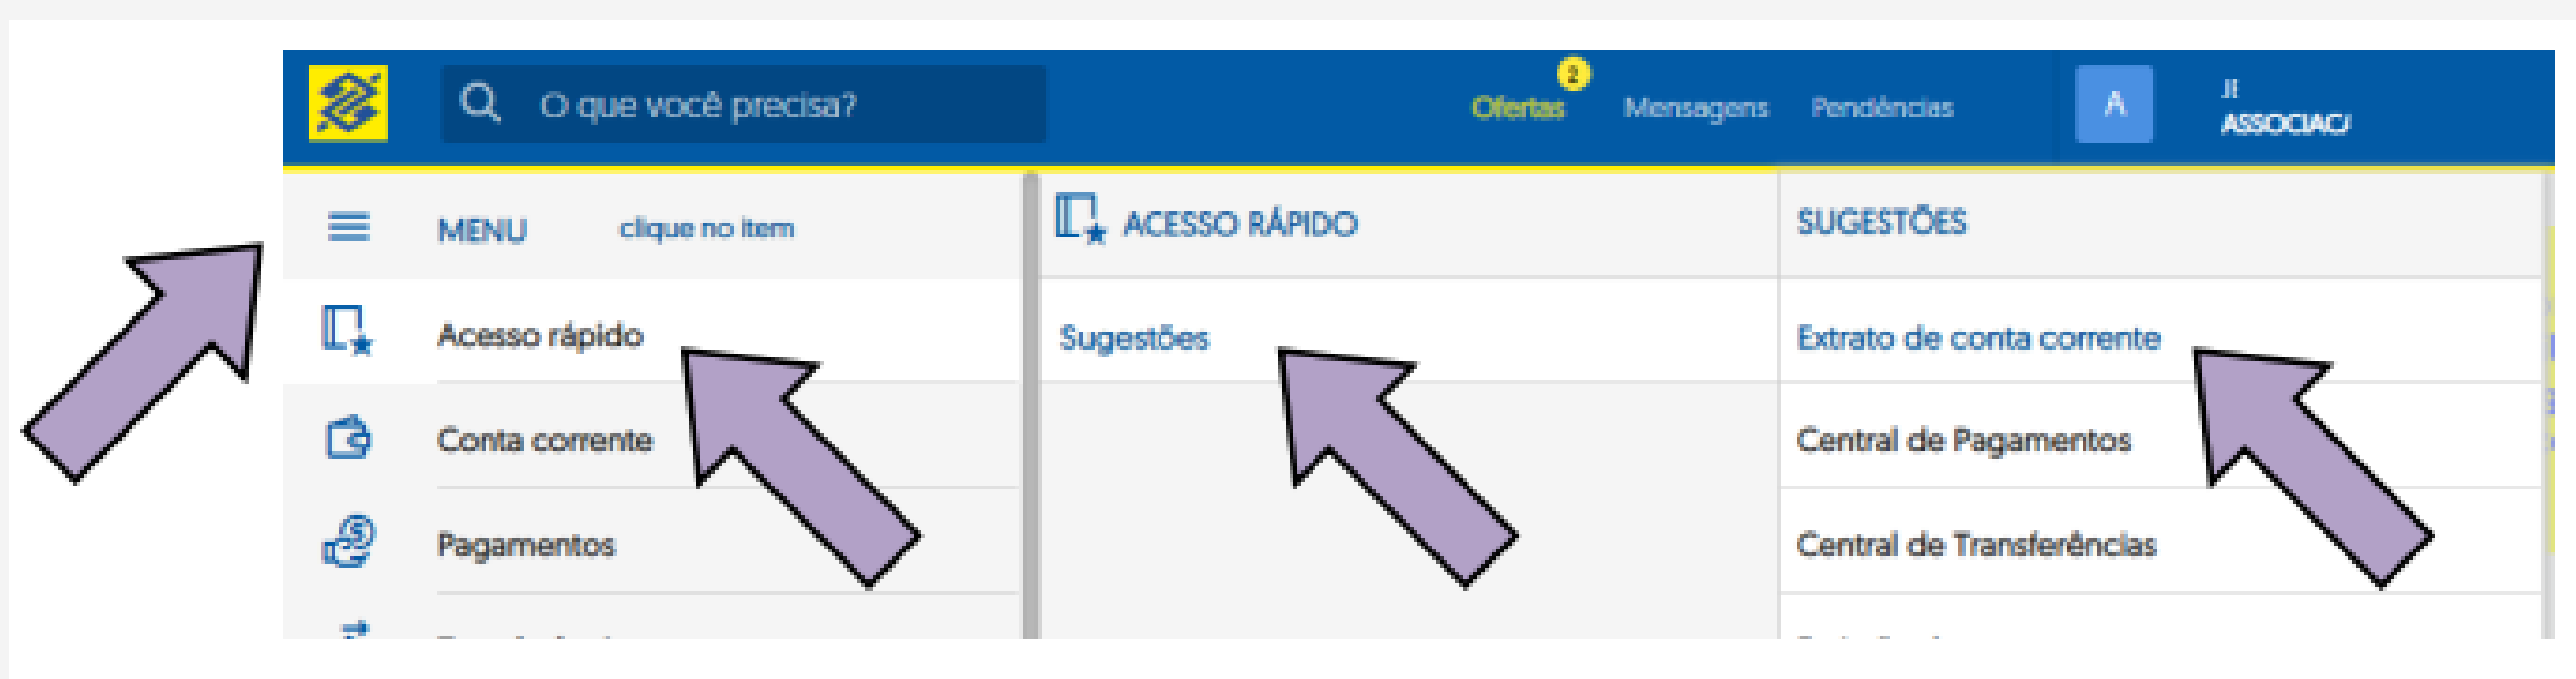 O que você precisa?
Ofertas
2
Mensagens
Pendências
A
ASSOCIAC
MENU
clique no item
ACESSO RÁPIDO
SUGESTÕES
Acesso rápido
Sugestões
Extrato de conta corrente
Conta corrente
Central de Pagamentos
Pagamentos
Central de Transferências